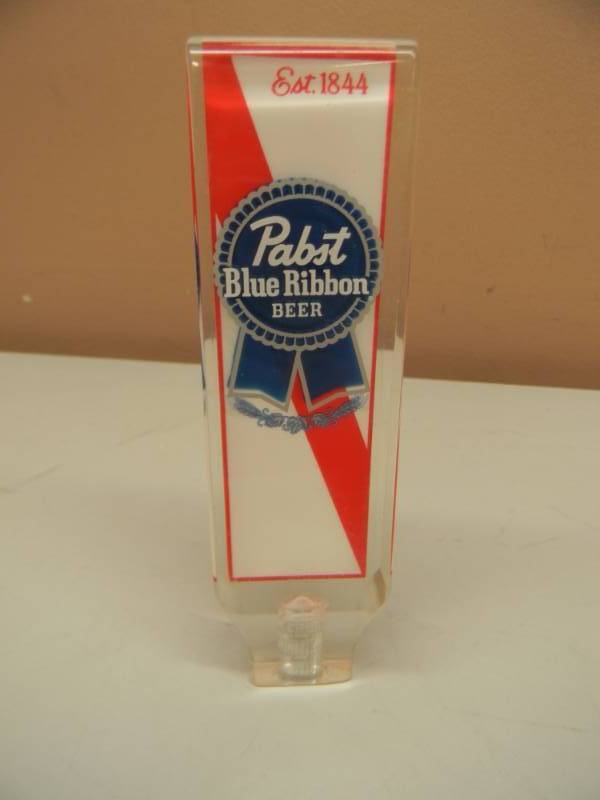 Est. 1844
Pabst
Blue Ribbon
BEER